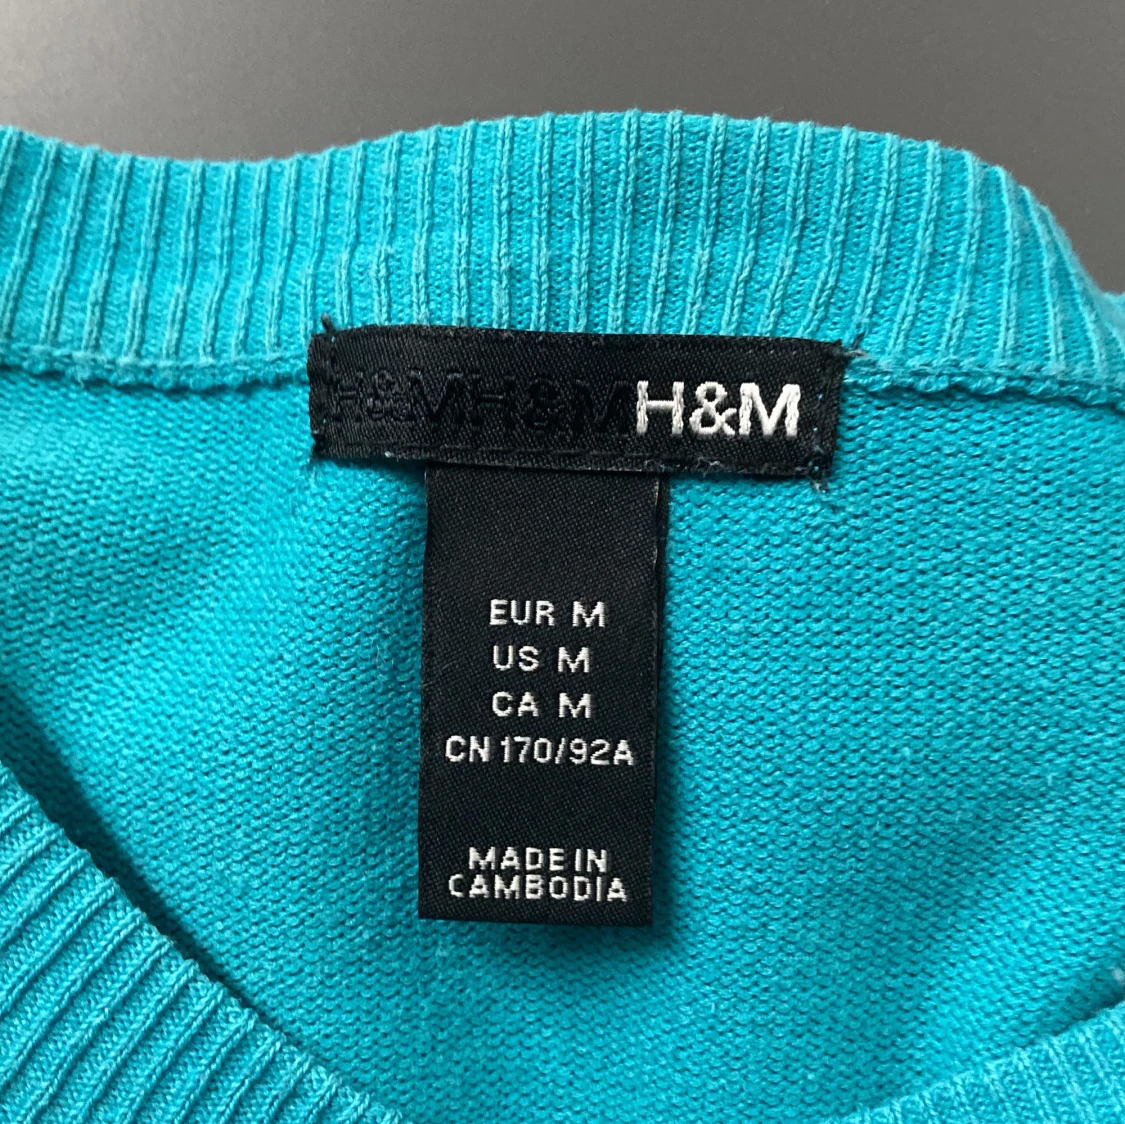 H&MH&MH&M
EUR M
US M
CA M
CN 170/92A
MADE IN
CAMBODIA